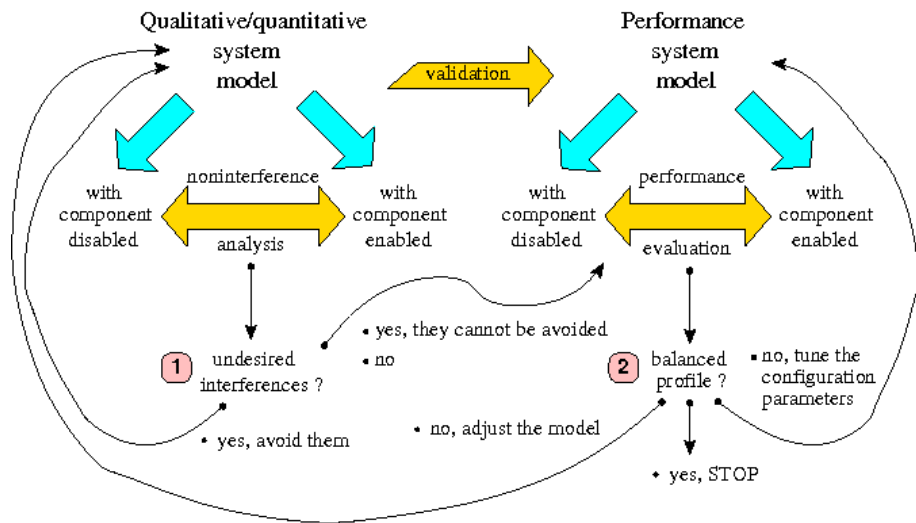 Qualitative/quantitative
system
model
validation
Performance
system
model
with
component
disabled
noninterference
analysis
with
component
enabled
with
component
disabled
performance
evaluation
with
component
enabled
1
undesired
interferences ?
yes, they cannot be avoided
no
yes, avoid them
2
balanced
profile ?
no, tune the
configuration
parameters
no, adjust the model
yes, STOP